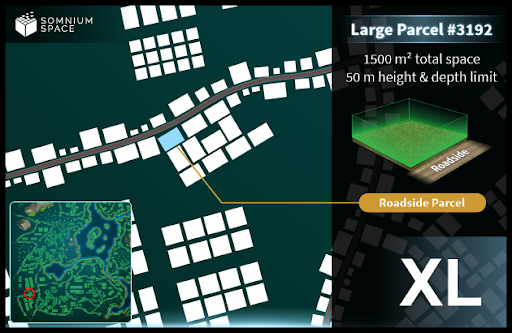 SOMNIUM
SPACE
Large Parcel #3192
1500 m² total space
50 m height & depth limit
Roadside
Roadside Parcel
XL